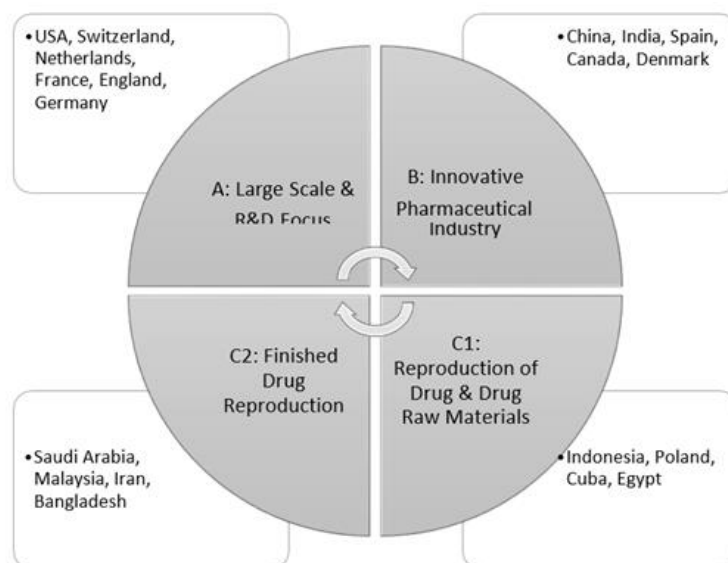 •USA, Switzerland,
Netherlands,
France, England,
Germany
•China, India, Spain,
Canada, Denmark
A: Large Scale &
R&D Focus
B: Innovative
Pharmaceutical
Industry
C2: Finished
Drug
Reproduction
C1:
Reproduction of
Drug & Drug
Raw Materials
•Saudi Arabia,
Malaysia, Iran,
Bangladesh
•Indonesia, Poland,
Cuba, Egypt